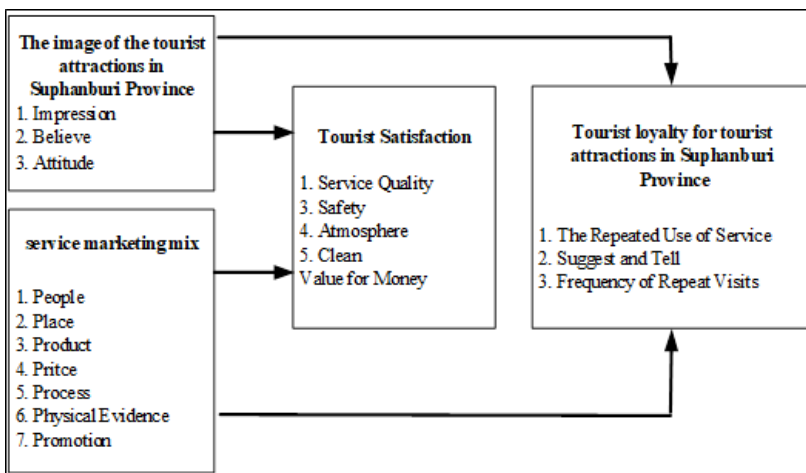 The image of the tourist
attractions in
Suphanburi Province
1. Impression
2. Believe
3. Attitude
service marketing mix
1. People
2. Place
3. Product
4. Pritce
5. Process
6. Physical Evidence
7. Promotion
Tourist Satisfaction
1. Service Quality
3. Safety
4. Atmosphere
5. Clean
Value for Money
Tourist loyalty for tourist
attractions in Suphanburi
Province
1. The Repeated Use of Service
2. Suggest and Tell
3. Frequency of Repeat Visits